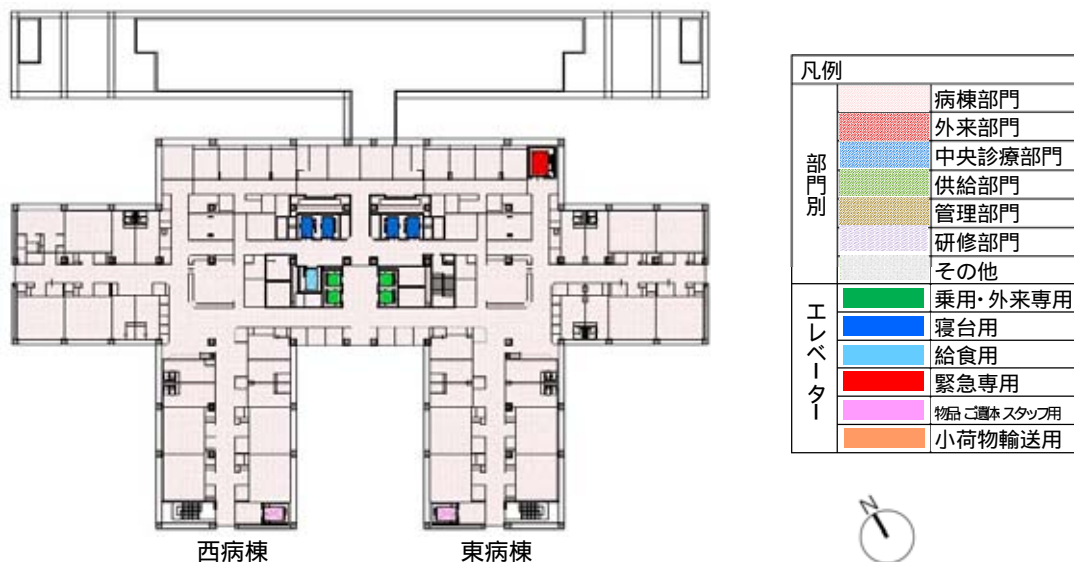 凡例
部門別
病棟部門
外来部門
中央診療部門
供給部門
管理部門
研修部門
その他
エレベーター
乗用・外来専用
寝台用
給食用
緊急専用
物品 ご遺体 スタッフ用
小荷物輸送用
N
西病棟
東病棟